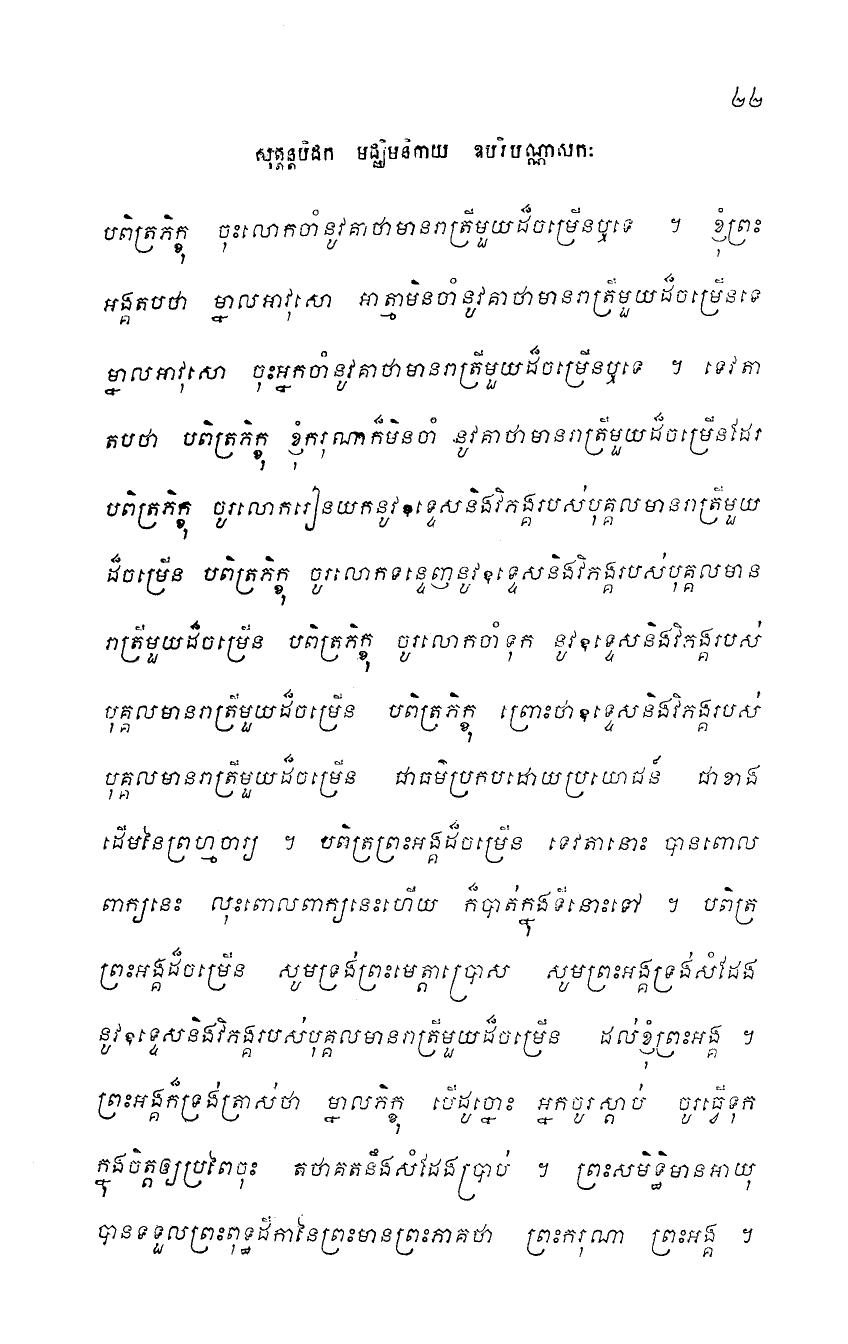 ២២
សុត្តន្តបិដក មជ្ឈិមនិកាយ ឧបរិបណ្ណាសកៈ
បពិត្រភិក្ខុ ចុះលោកចាំនូវគាថាមានរាត្រីមួយដ៏ចម្រើនឬទេ ។ ខ្ញុំព្រះ
អង្គតបថា ម្នាលអាវុសោ អាត្មាមិនចាំនូវគាថាមានរាត្រីមួយដ៏ចម្រើនទេ
ម្នាលអាវុសោ ចុះអ្នកចាំនូវគាថាមានរាត្រីមួយដ៏ចម្រើនឬទេ ។ ទេវតា
តបថា បពិត្រភិក្ខុ ខ្ញុំករុណាក៏មិនចាំ នូវគាថាមានរាត្រីមួយដ៏ចម្រើនដែរ
បពិត្រភិក្ខុ ចូរលោករៀនយកនូវឧទ្ទេសនិងវិភង្គរបស់បុគ្គលមានរាត្រីមួយ
ដ៏ចម្រើន បពិត្រភិក្ខុ ចូរលោកទន្ទេញនូវឧទ្ទេសនិងវិភង្គរបស់បុគ្គលមាន
រាត្រីមួយដ៏ចម្រើន បពិត្រភិក្ខុ ចូរលោកចាំទុក នូវឧទ្ទេសនិងវិភង្គរបស់
បុគ្គលមានរាត្រីមួយដ៏ចម្រើន បពិត្រភិក្ខុ ព្រោះថាឧទ្ទេសនិងវិភង្គរបស់
បុគ្គលមានរាត្រីមួយដ៏ចម្រើន ជាធម៌ប្រកបដោយប្រយោជន៍ ជាខាង
ដើមនៃព្រហ្មចារ្យ ។ បពិត្រព្រះអង្គដ៏ចម្រើន ទេវតានោះ បានពោល
ពាក្យនេះ លុះពោលពាក្យនេះហើយ ក៏បាត់ក្នុងទីនោះទៅ ។ បពិត្រ
ព្រះអង្គដ៏ចម្រើន សូមទ្រង់ព្រះមេត្តាប្រោស សូមព្រះអង្គទ្រង់សំដែង
នូវឧទ្ទេសនិងវិភង្គរបស់បុគ្គលមានរាត្រីមួយដ៏ចម្រើន ដល់ខ្ញុំព្រះអង្គ ។
ព្រះអង្គក៏ទ្រង់ត្រាស់ថា ម្នាលភិក្ខុ បើដូច្នោះ អ្នកចូរស្តាប់ ចូរធ្វើទុក
ក្នុងចិត្តឲ្យប្រពៃចុះ តថាគតនឹងសំដែងប្រាប់ ។ ព្រះសមិទ្ធិមានអាយុ
បានទទួលព្រះពុទ្ធដីកានៃព្រះមានព្រះភាគថា ព្រះករុណា ព្រះអង្គ ។